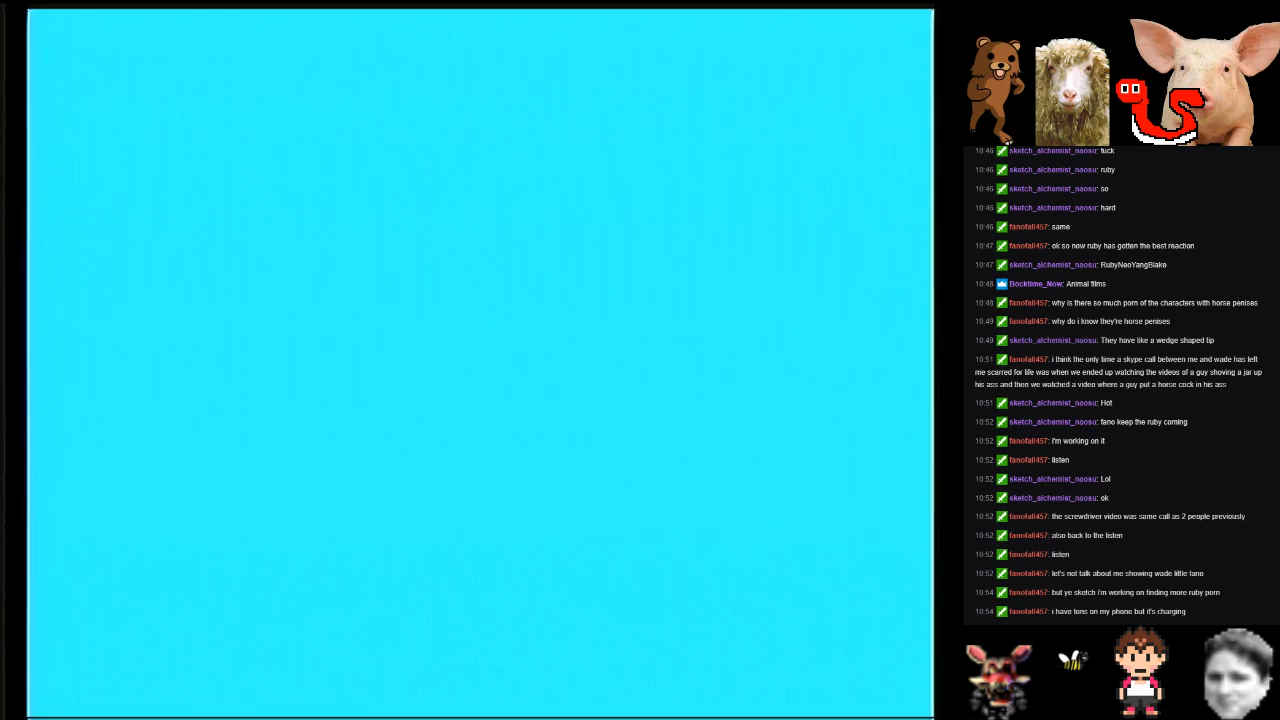 10:46 sketch_alchemist_naosu: fuck
10:46 sketch_alchemist_naosu: ruby
10:46 sketch_alchemist_naosu: so
10:46 sketch_alchemist_naosu: hard
10:46 fanofall457: same
10:47 fanofall457: ok so now ruby has gotten the best reaction
10:47 sketch_alchemist_naosu: RubyNeoYangBlake
10:48 Bocktime_Now: Animal films
10:48 fanofall457: why is there so much porn of the characters with horse penises
10:49 fanofall457: why do i know they're horse penises
10:49 sketch_alchemist_naosu: They have like a wedge shaped tip
10:51 fanofall457: i think the only time a skype call between me and wade has left
me scarred for life was when we ended up watching the videos of a guy shoving a jar up
his ass and then we watched a video where a guy put a horse cock in his ass
10:51 sketch_alchemist_naosu: Hot
10:52 sketch_alchemist_naosu: fano keep the ruby coming
10:52 fanofall457: i'm working on it
10:52 fanofall457: listen
10:52 sketch_alchemist_naosu: Lol
10:52 sketch_alchemist_naosu: ok
10:52 fanofall457: the screwdriver video was same call as 2 people previously
10:52 fanofall457: also back to the listen
10:52 fanofall457: listen
10:52 fanofall457: let's not talk about me showing wade little fano
10:54 fanofall457: but ye sketch i'm working on finding more ruby porn
10:54 fanofall457: i have tons on my phone but it's charging